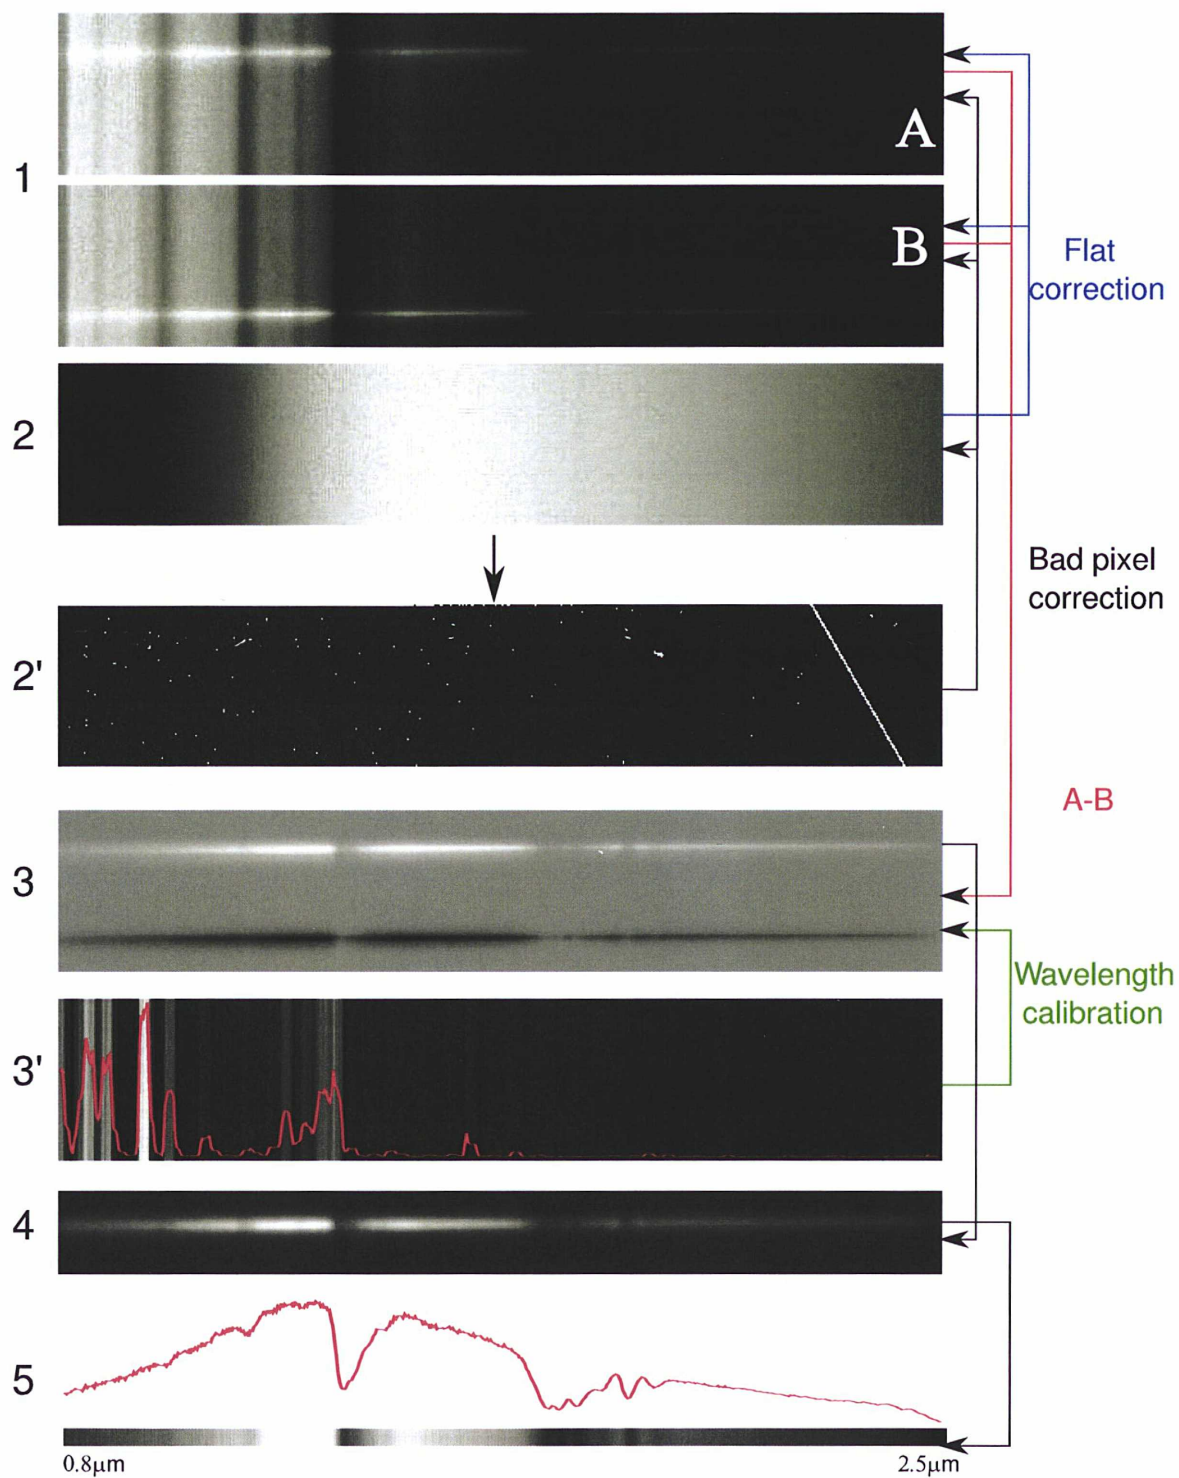 A
1
B
Flat
correction
2
Bad pixel
correction
2'
A-B
3
Wavelength
calibration
3'
4
5
0.8µm
2.5µm